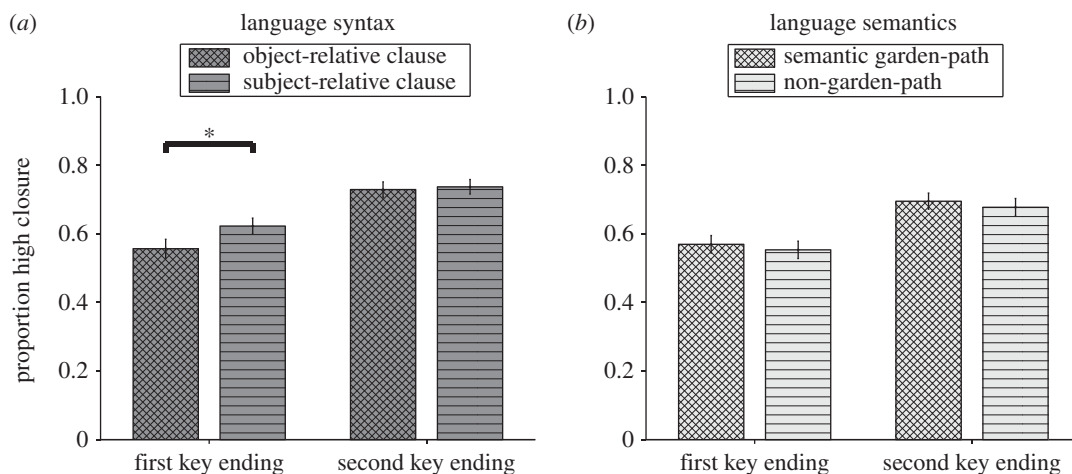 (a) language syntax
object-relative clause
subject-relative clause
proportion high closure
1.0
0.8
0.6
0.4
0.2
0
*
first key ending second key ending
(b) language semantics
semantic garden-path
non-garden-path
1.0
0.8
0.6
0.4
0.2
0
first key ending second key ending